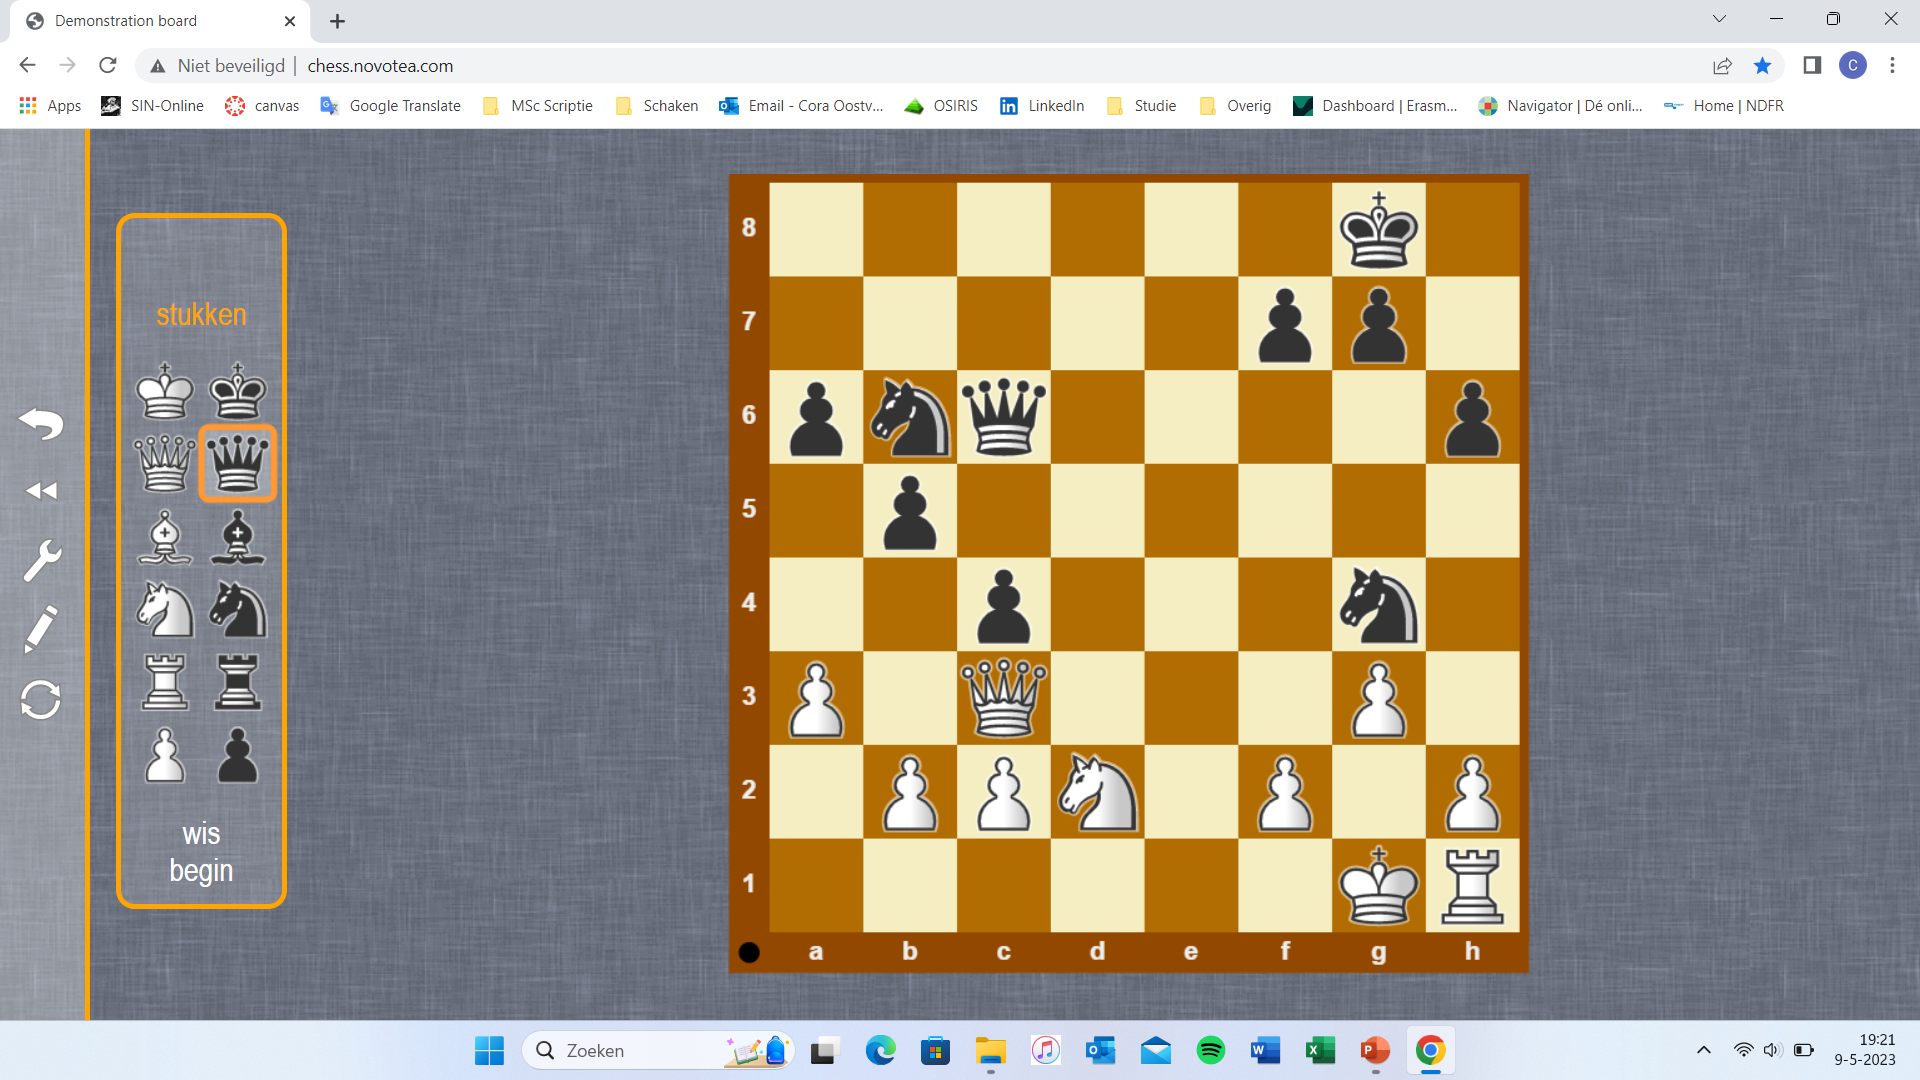 Demonstration board
Niet beveiligd | chess.novotea.com
C
Apps SIN-Online canvas Google Translate MSc Scriptie Schaken Email - Cora Oostv... OSIRIS LinkedIn Studie Overig Dashboard | Erasm... Navigator | Dé onli... Home | NDFR
stukken
wis
begin
8
7
6
5
4
3
2
1
a b c d e f g h
Zoeken
19:21
9-5-2023